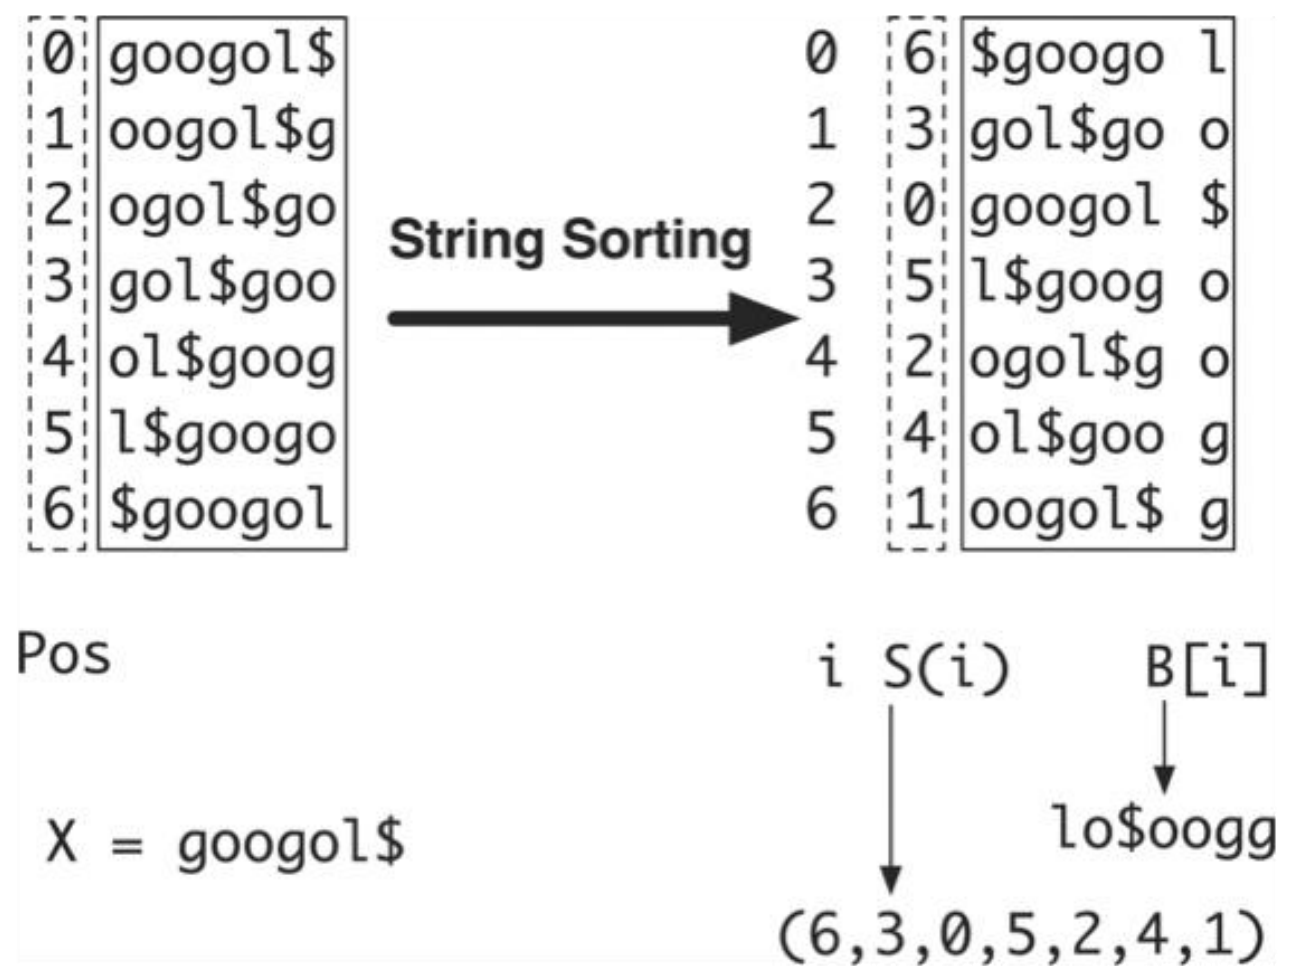 0 googol$ 0 6 $googo l
1 oogol$g 1 3 gol$go o
2 ogol$go 2 0 googol $
String Sorting
3 gol$goo 3 5 l$goog o
4 ol$goog 4 2 ogol$g o
5 l$googo 5 4 ol$goo g
6 $googol 6 1 oogol$ g
Pos i S(i) B[i]
X = googol$ lo$oogg
(6,3,0,5,2,4,1)